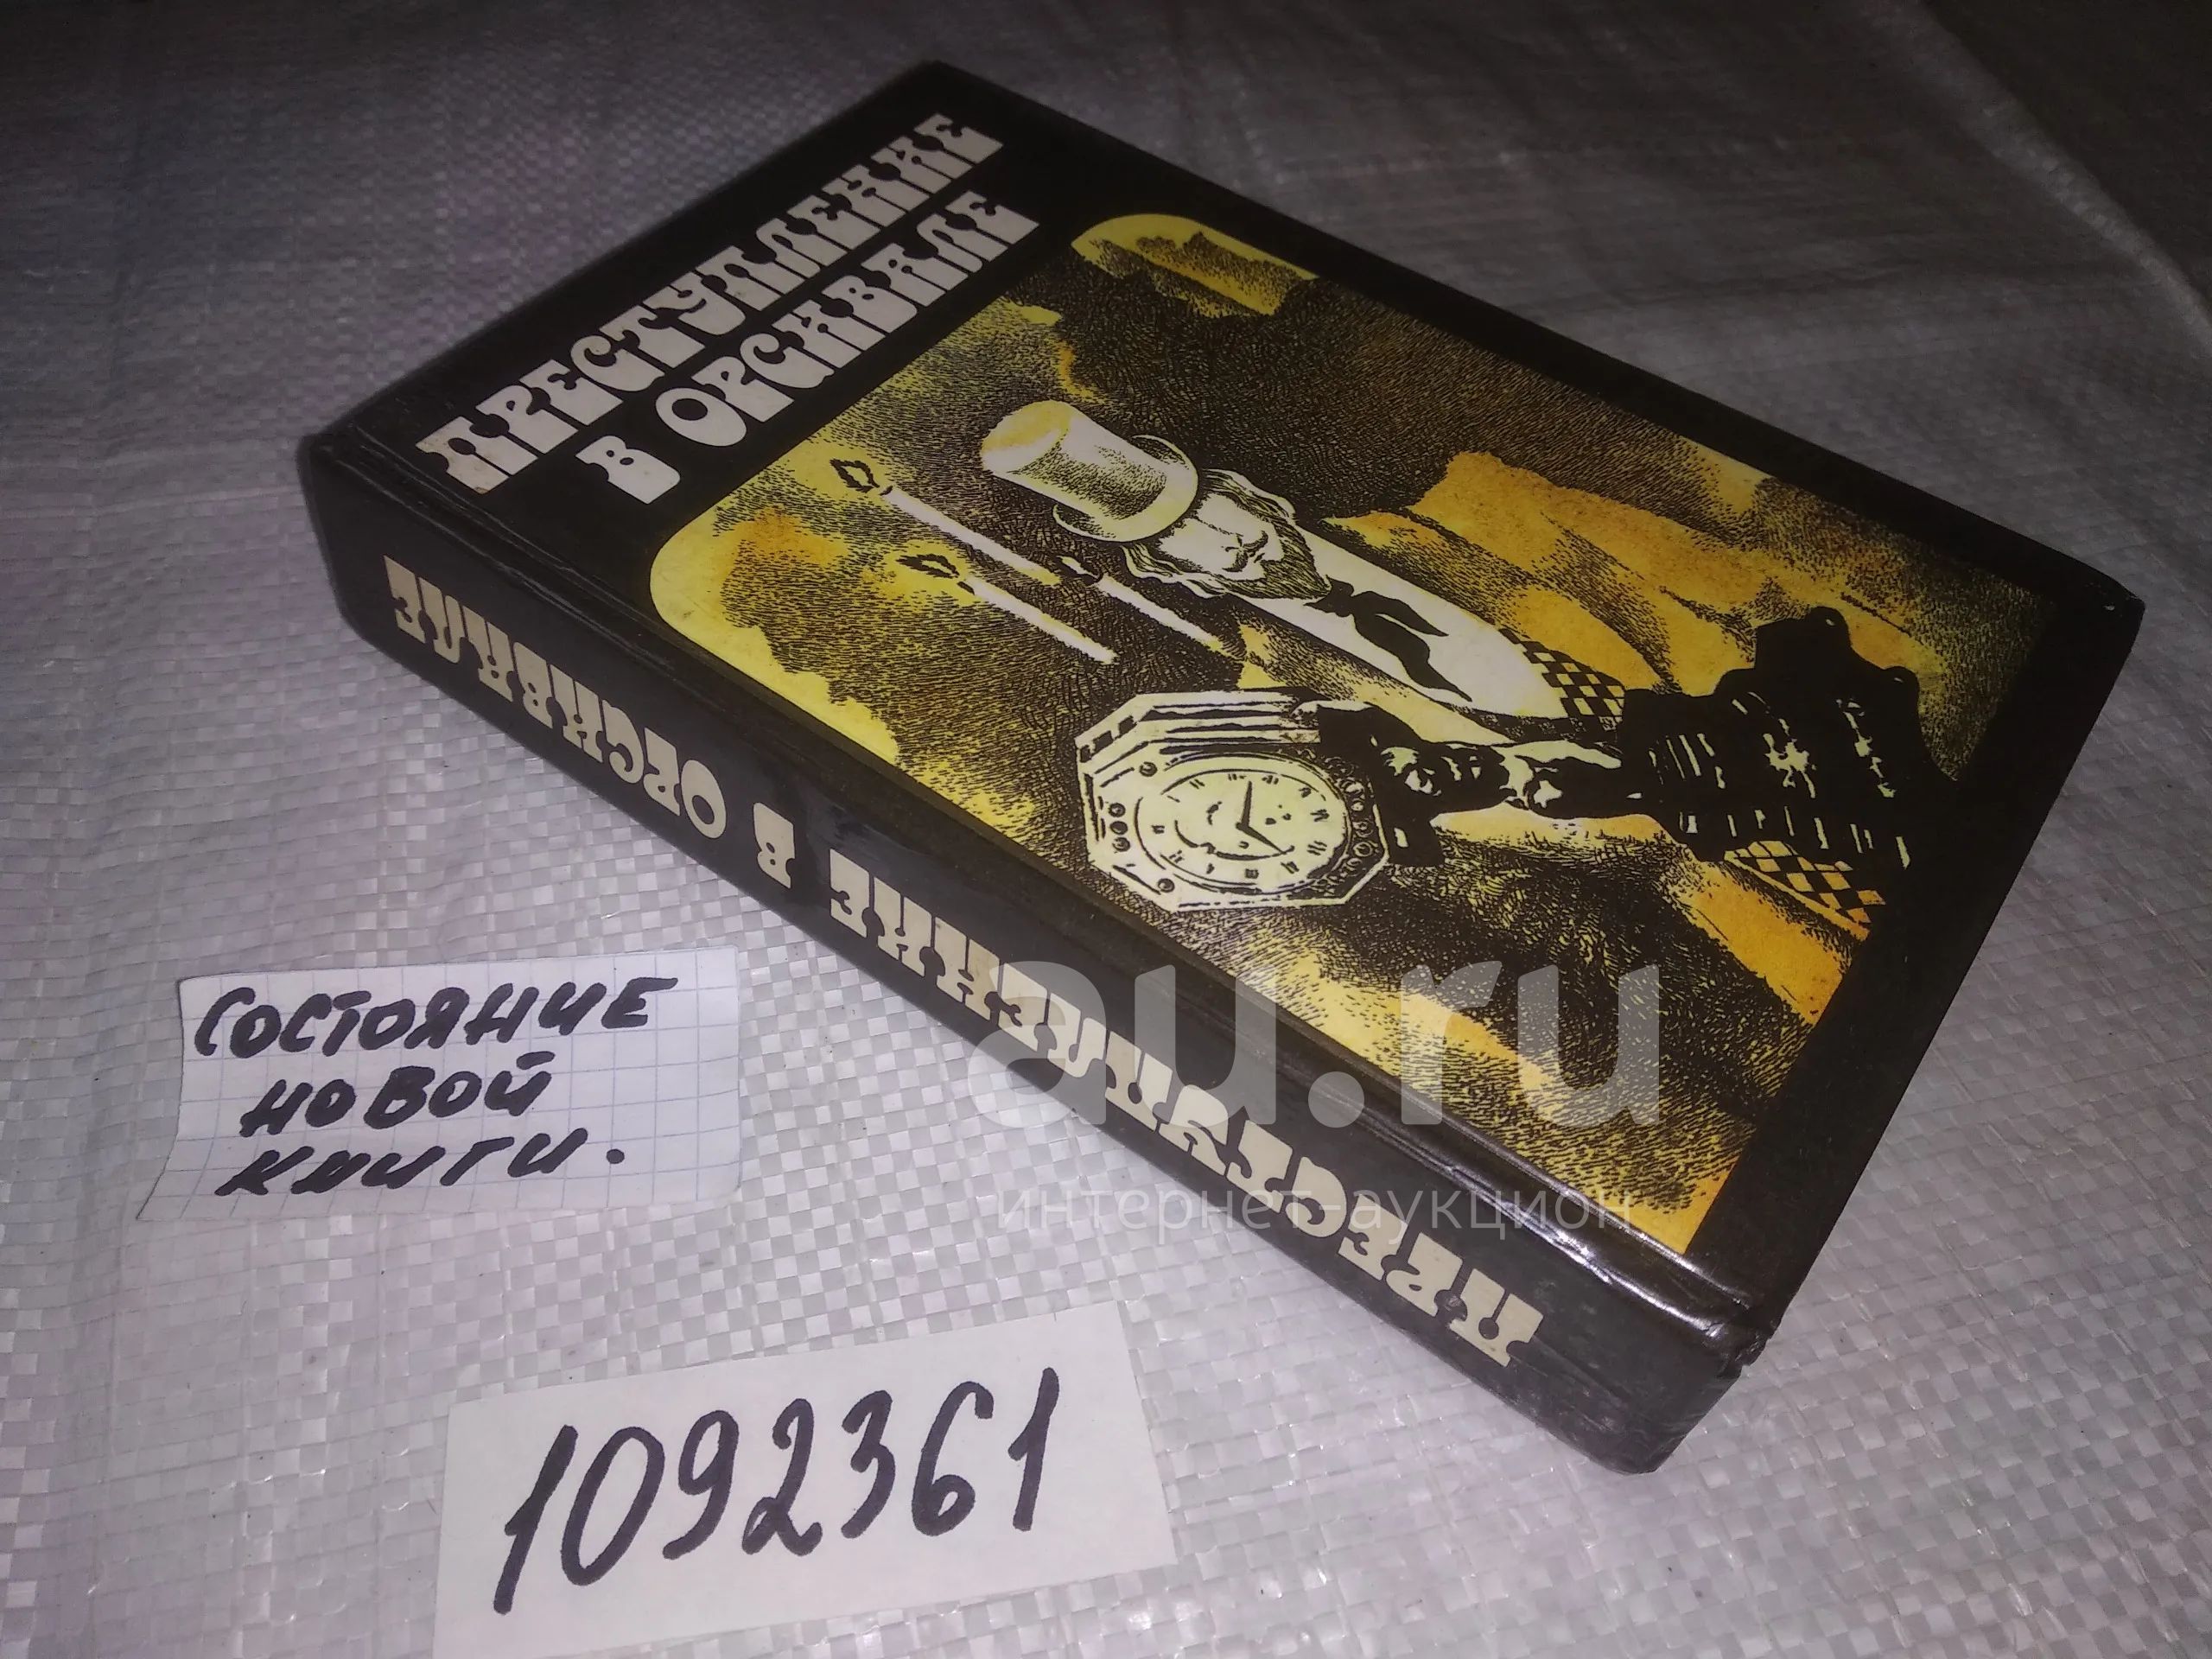 ПРЕСТУПЛЕНИЕ
В ОРСИВАЛЕ
ПРЕСТУПЛЕНИЕ В ОРСИВАЛЕ
СОСТОЯНИЕ
НОВОЙ
КНИГИ.
1092361
au.ru
интернет-аукцион